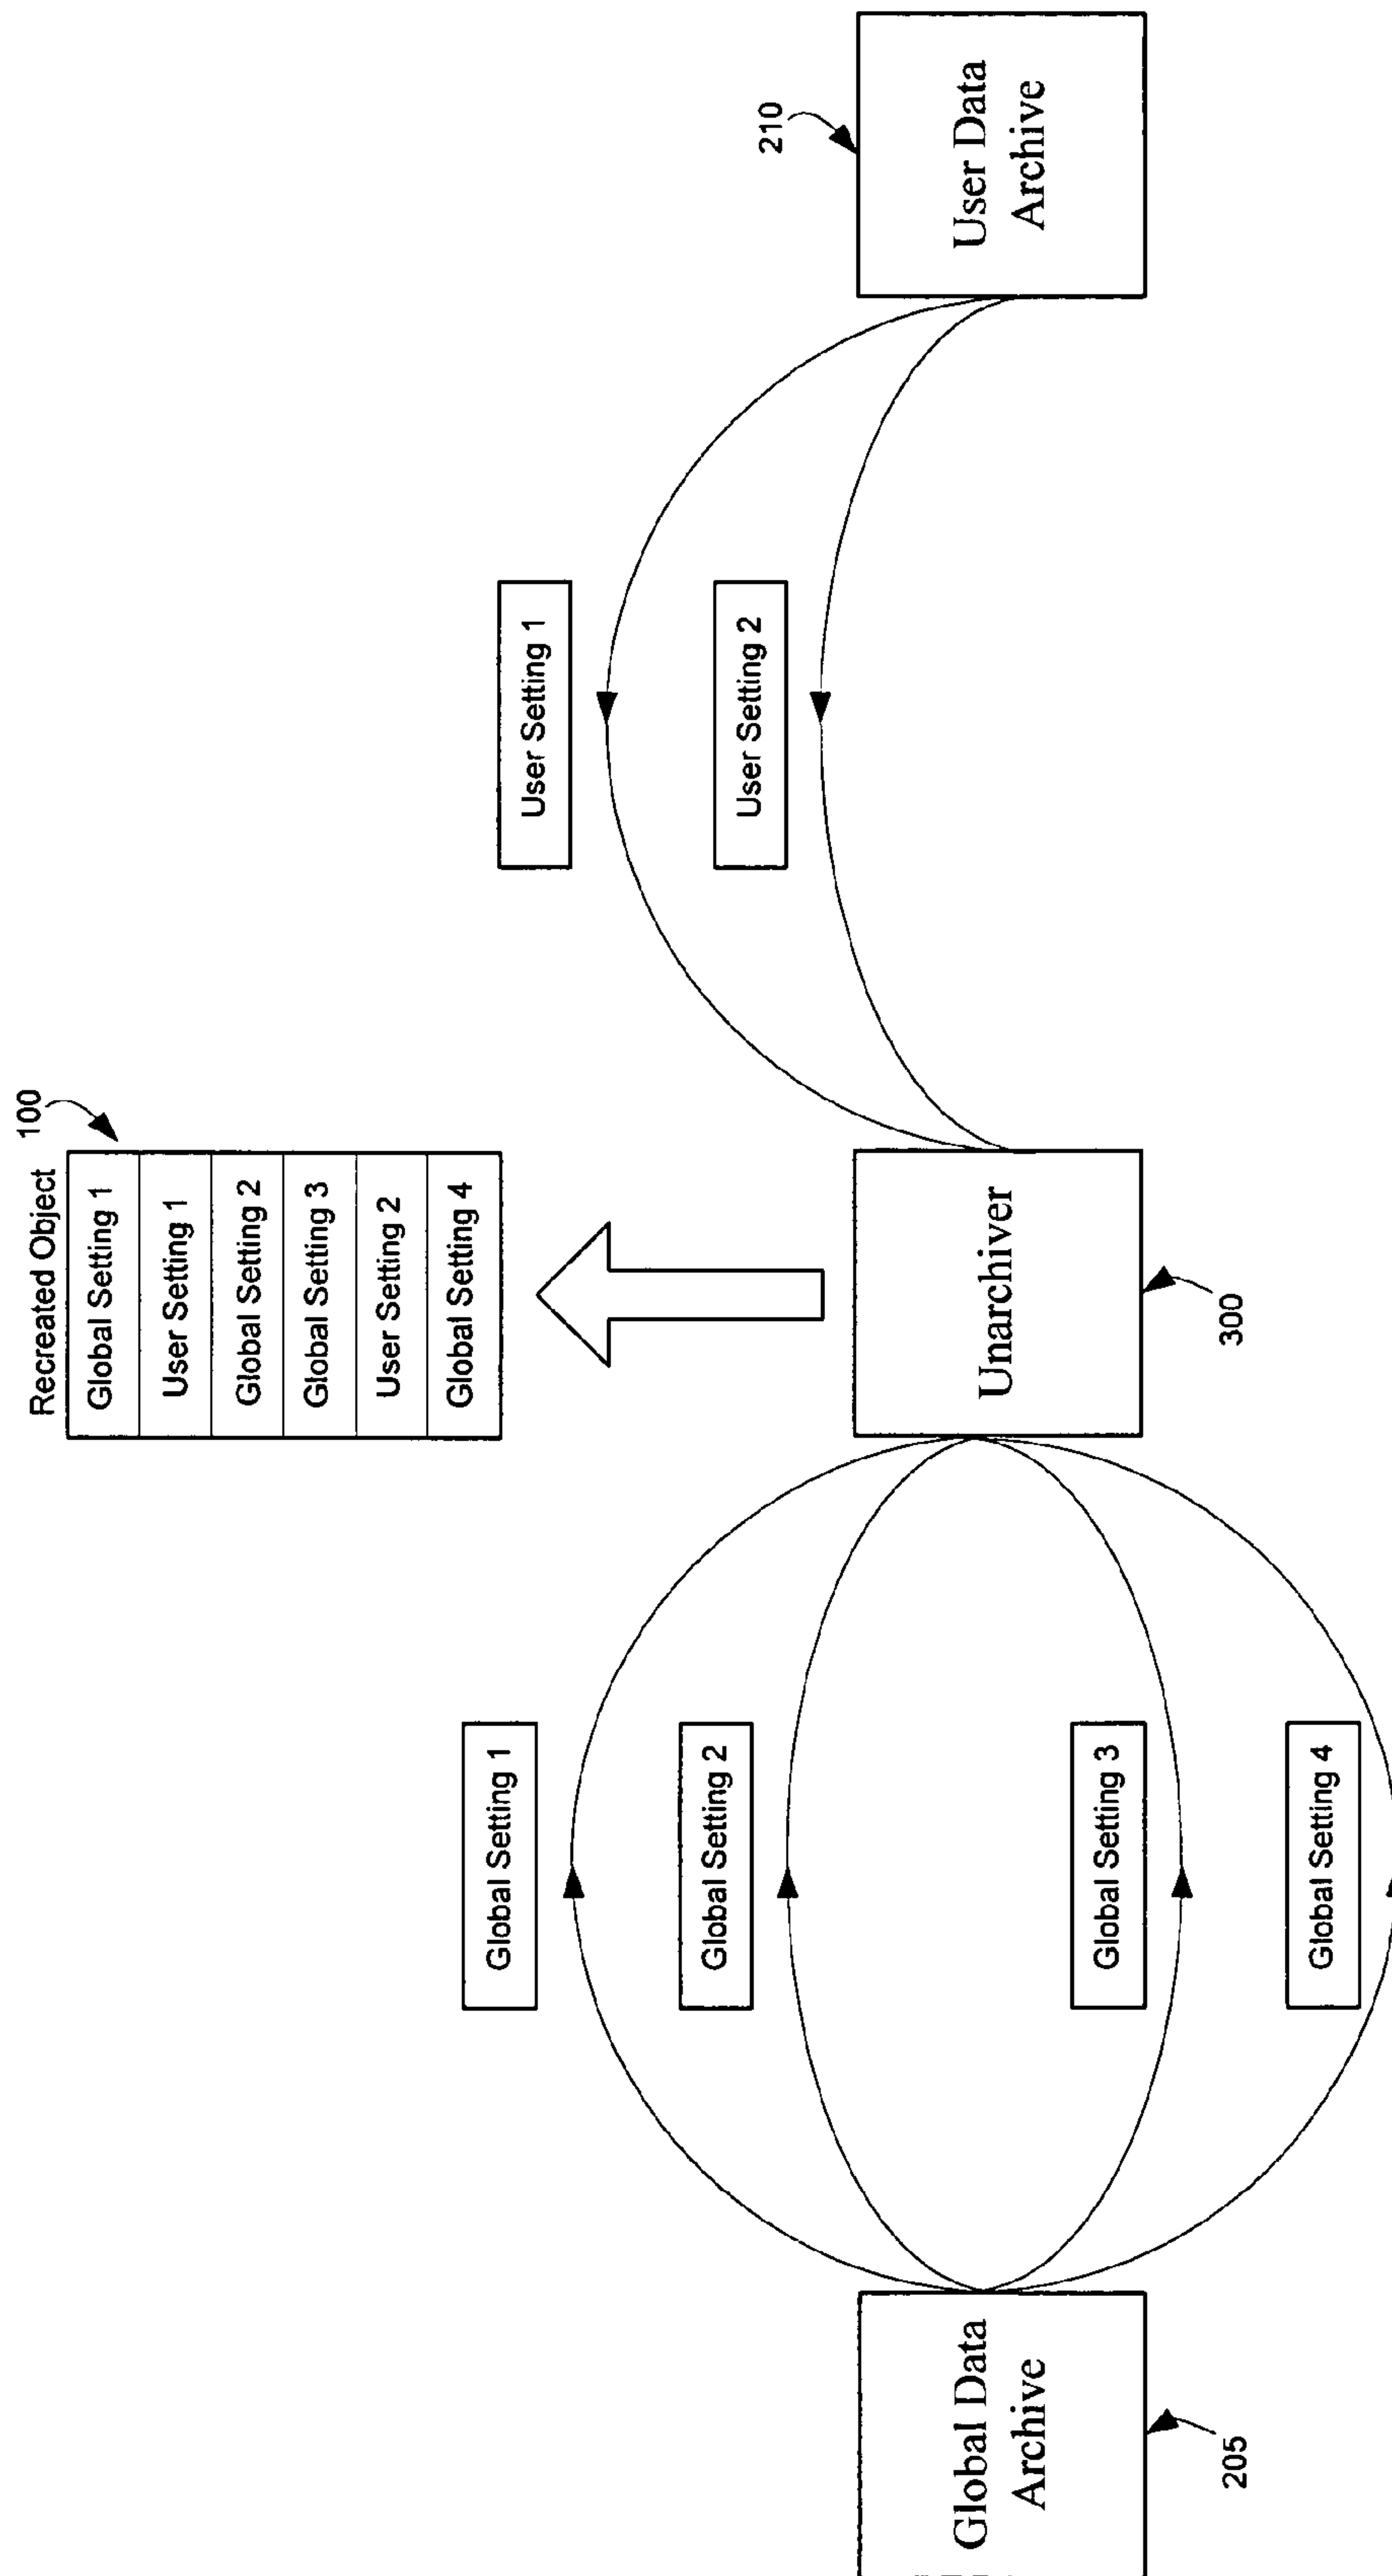 Recreated Object
100
Global Setting 1
User Setting 1
Global Setting 2
Global Setting 3
User Setting 2
Global Setting 4
Global Setting 1
Global Setting 2
Global Setting 3
Global Setting 4
User Setting 1
User Setting 2
Global Data
Archive
205
Unarchiver
300
User Data
Archive
210